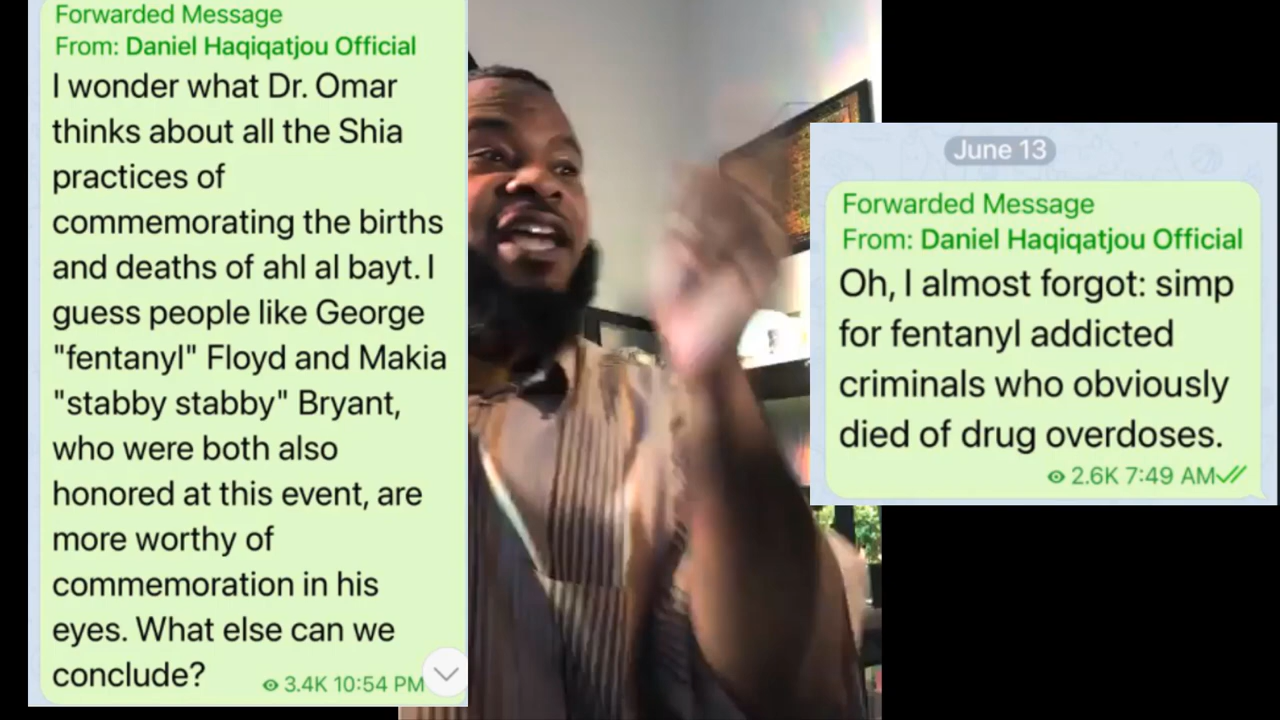 Forwarded Message
From: Daniel Haqiqatjou Official
I wonder what Dr. Omar
thinks about all the Shia
practices of
commemorating the births
and deaths of ahl al bayt. I
guess people like George
"fentanyl" Floyd and Makia
"stabby stabby" Bryant,
who were both also
honored at this event, are
more worthy of
commemoration in his
eyes. What else can we
conclude?
3.4K 10:54 PM
June 13
Forwarded Message
From: Daniel Haqiqatjou Official
Oh, I almost forgot: simp
for fentanyl addicted
criminals who obviously
died of drug overdoses.
2.6K 7:49 AM